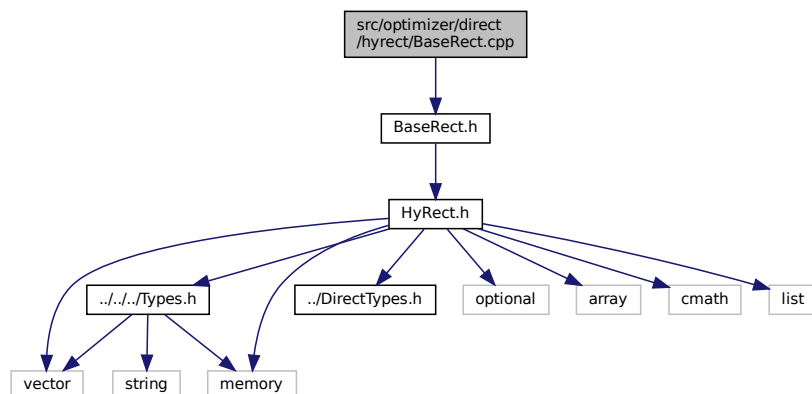 src/optimizer/direct
/hyrect/BaseRect.cpp
BaseRect.h
HyRect.h
../../../Types.h
../DirectTypes.h
optional
array
cmath
list
vector
string
memory